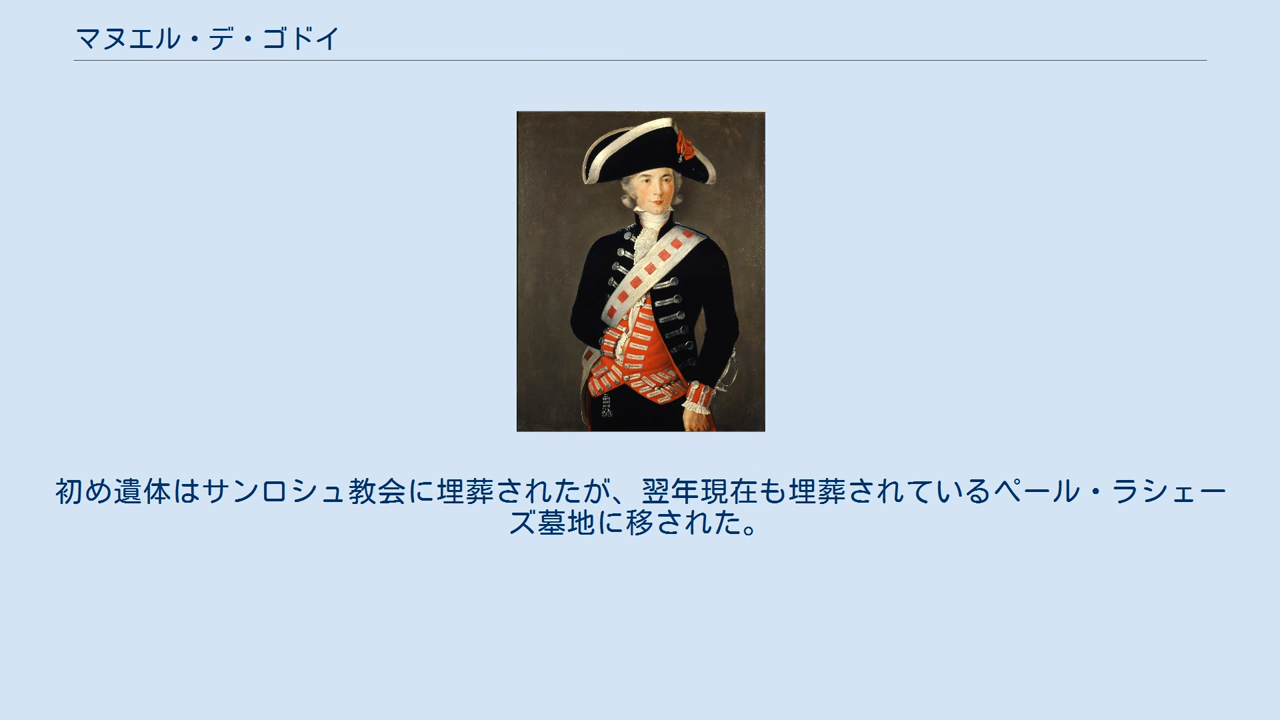 マヌエル・デ・ゴドイ
初め遺体はサンロシュ教会に埋葬されたが、翌年現在も埋葬されているペール・ラシェー
ズ墓地に移された。